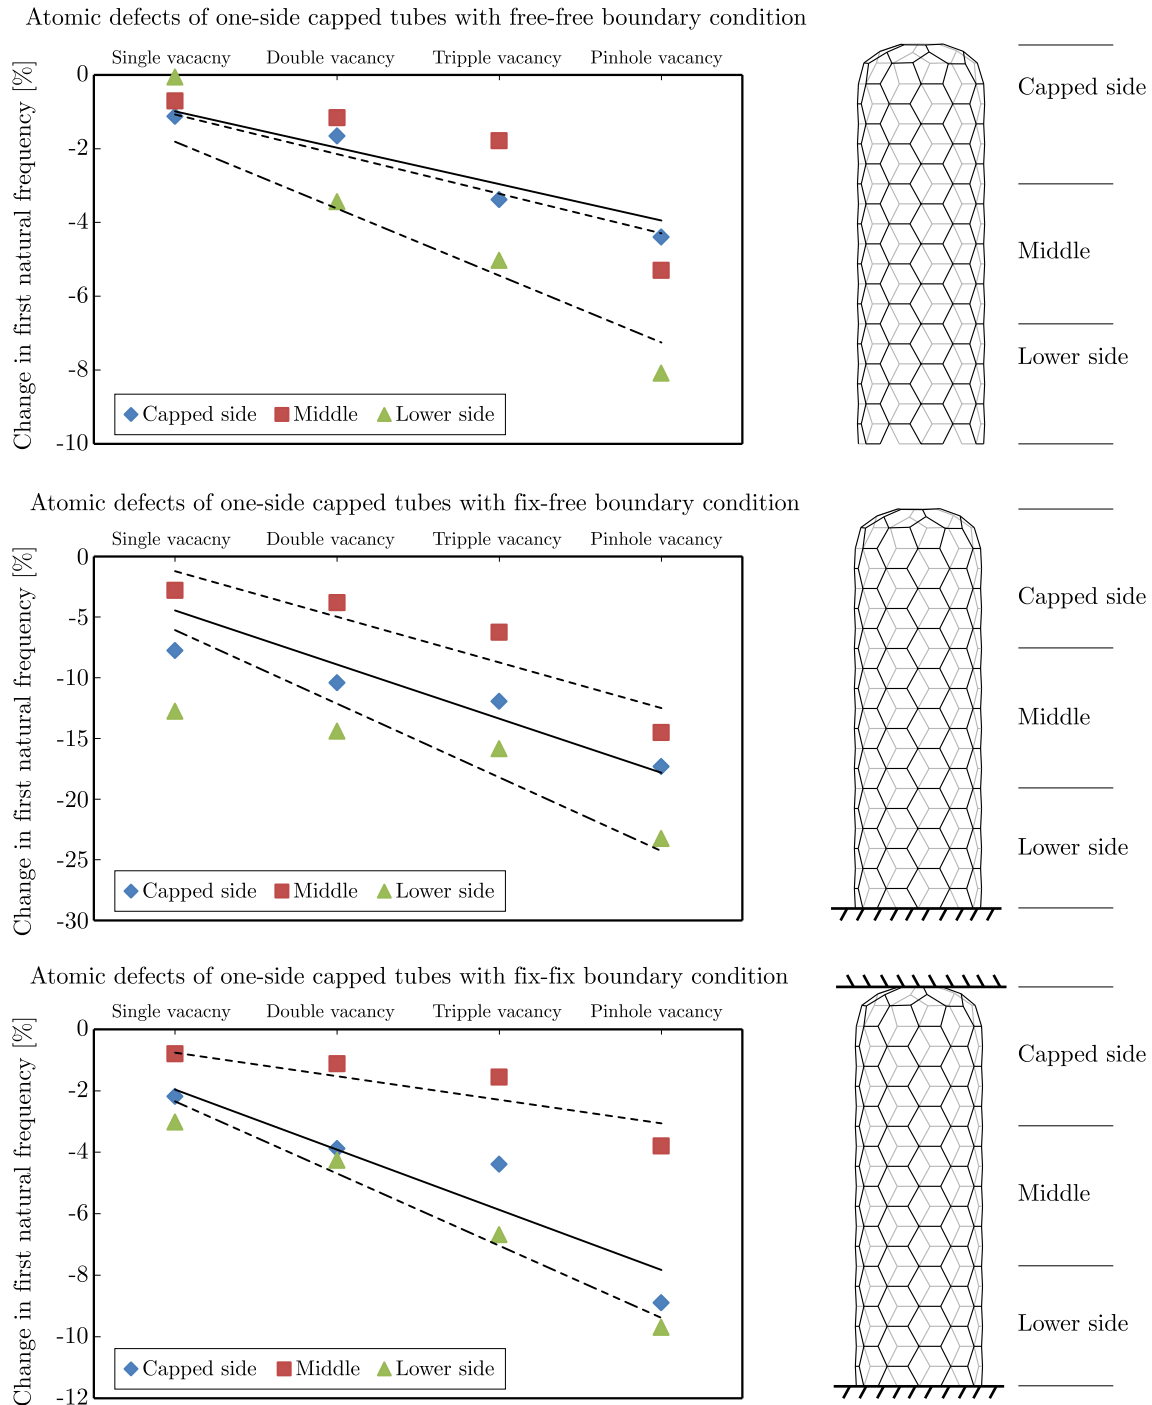 Atomic defects of one-side capped tubes with free-free boundary condition
Single vacacny Double vacancy Tripple vacancy Pinhole vacancy
Change in first natural frequency [%]
0
-2
-4
-6
-8
-10
Capped side Middle Lower side
Capped side
Middle
Lower side
Atomic defects of one-side capped tubes with fix-free boundary condition
Single vacacny Double vacancy Tripple vacancy Pinhole vacancy
Change in first natural frequency [%]
0
-5
-10
-15
-20
-25
-30
Capped side Middle Lower side
Capped side
Middle
Lower side
Atomic defects of one-side capped tubes with fix-fix boundary condition
Single vacacny Double vacancy Tripple vacancy Pinhole vacancy
Change in first natural frequency [%]
0
-2
-4
-6
-8
-10
-12
Capped side Middle Lower side
Capped side
Middle
Lower side